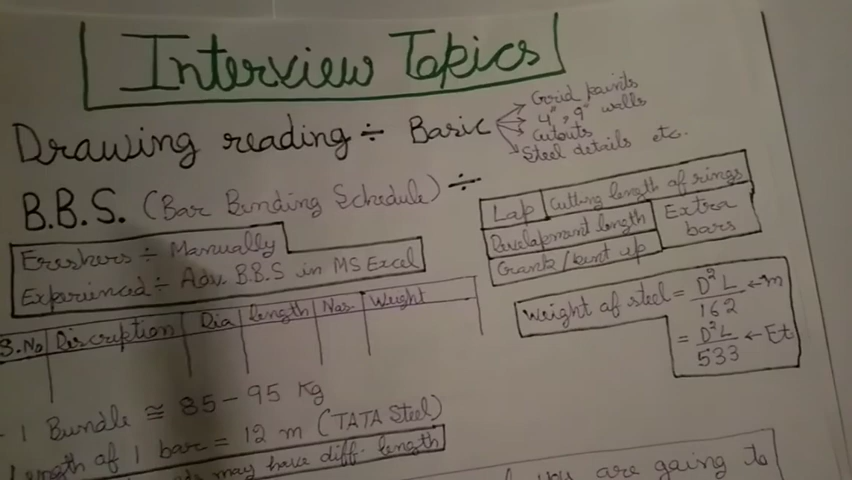 Interview Topics
Drawing reading ÷ Basic
Grid points
4", 9" walls
Cutouts
Steel details etc.
B.B.S. (Bar Bending Schedule) ÷
Lap
Cutting length of rings
Development length
Extra bars
Crank/bent up
Freshers ÷ Manually
Experienced ÷ Adv. B.B.S in MS Excel
Weight of steel = D²L/162 ← m
= D²L/533 ← Ft
S.No Discruption Dia length Nos. Weight
1 Bundle ≅ 85 - 95 Kg
Length of 1 bar = 12 m (TATA Steel)
may have diff. length
you are going to